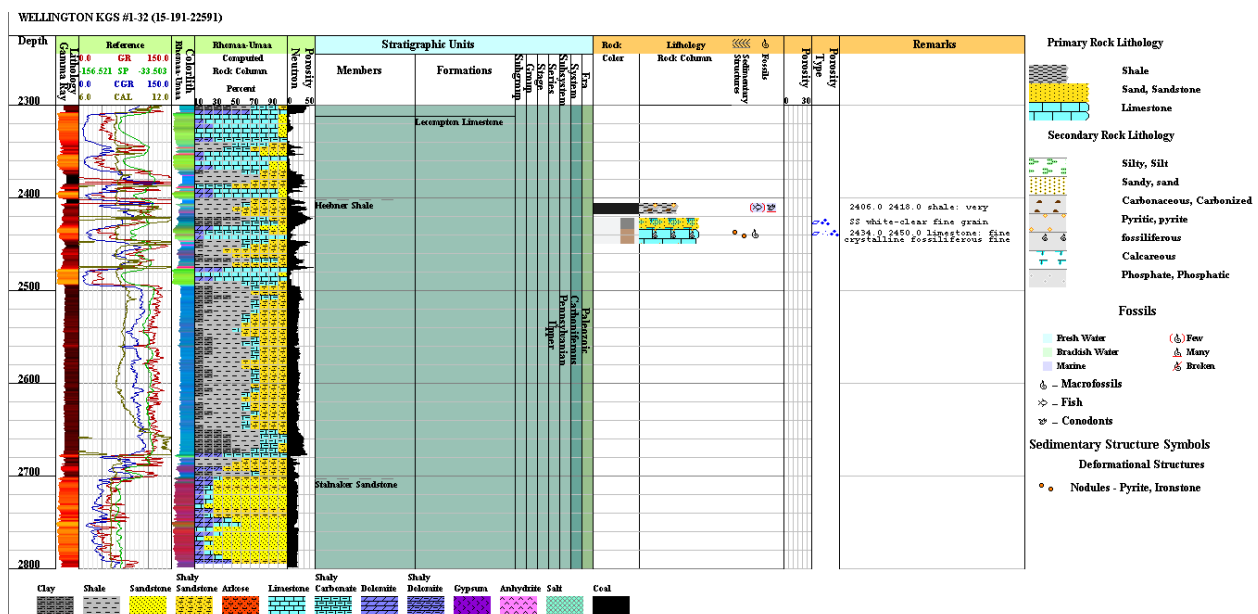 WELLINGTON KGS #1-32 (15-191-22591)
Depth
Gamma Ray
Lithology
Reference
0.0 GR 150.0
-156.521 SP -33.503
0.0 CGR 150.0
6.0 CAL 12.0
Rhomaa-Umaa
Colorlith
Rhomaa-Umaa
Computed
Rock Column
Percent
10 30 50 70 90
Neutron
Porosity
0 50
Stratigraphic Units
Members
Formations
Subgroup
Group
Stage
Series
Subsystem
System
Era
Rock
Color
Lithology
Rock Column
Sedimentary
Structures
Fossils
Porosity
0 30
Porosity
Type
Remarks
2300
2400
2500
2600
2700
2800
Lecompton Limestone
Heebner Shale
Stalnaker Sandstone
Upper
Pennsylvanian
Carboniferous
Paleozoic
2406.0 2418.0 shale: very
SS white-clear fine grain
2434.0 2450.0 limestone: fine
crystalline fossiliferous fine
Primary Rock Lithology
Shale
Sand, Sandstone
Limestone
Secondary Rock Lithology
Silty, Silt
Sandy, sand
Carbonaceous, Carbonized
Pyritic, pyrite
fossiliferous
Calcareous
Phosphate, Phosphatic
Fossils
Fresh Water
Brackish Water
Marine
Few
Many
Broken
- Macrofossils
- Fish
- Conodonts
Sedimentary Structure Symbols
Deformational Structures
Nodules - Pyrite, Ironstone
Clay
Shale
Sandstone
Shaly
Sandstone
Arkose
Limestone
Shaly
Carbonate
Dolomite
Shaly
Dolomite
Gypsum
Anhydrite
Salt
Coal